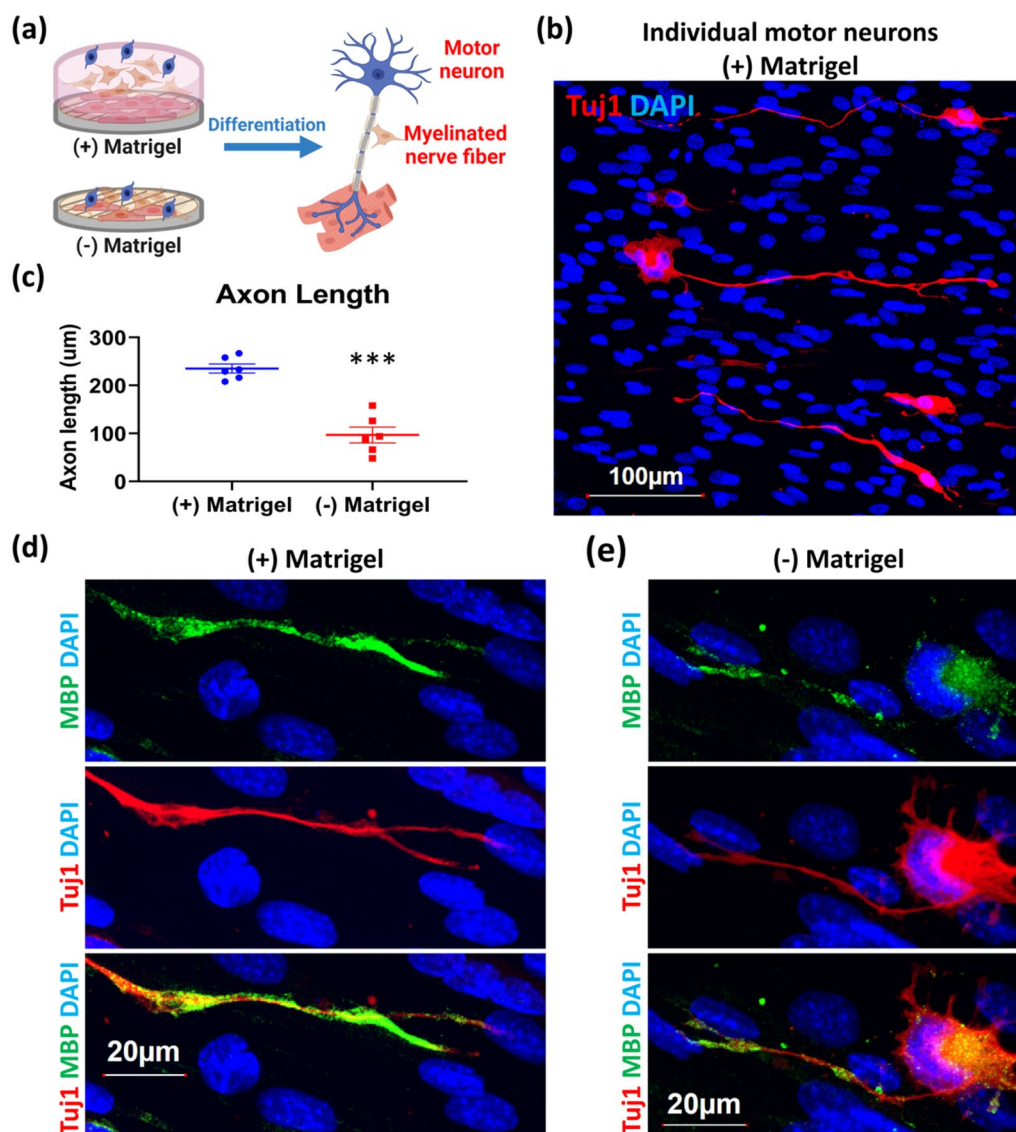 (a)
(+) Matrigel
(-) Matrigel
Differentiation
Motor
neuron
Myelinated
nerve fiber
(b)
Individual motor neurons
(+) Matrigel
Tuj1 DAPI
100µm
(c)
Axon Length
Axon length (um)
300
200
100
0
***
(+) Matrigel
(-) Matrigel
(d)
(+) Matrigel
MBP DAPI
Tuj1 DAPI
Tuj1 MBP DAPI
20µm
(e)
(-) Matrigel
MBP DAPI
Tuj1 DAPI
Tuj1 MBP DAPI
20µm